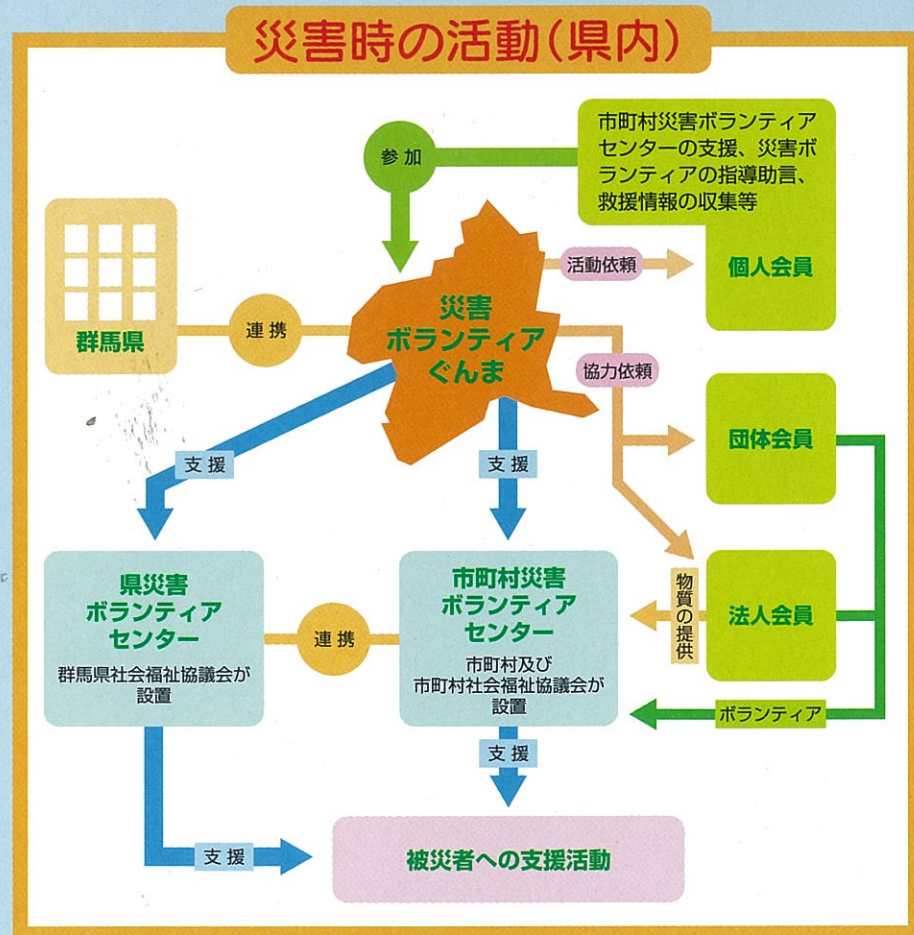 災害時の活動(県内)
参加
市町村災害ボランティア
センターの支援、災害ボ
ランティアの指導助言、
救援情報の収集等
個人会員
活動依頼
群馬県
連携
災害
ボランティア
ぐんま
協力依頼
団体会員
支援
支援
県災害
ボランティア
センター
群馬県社会福祉協議会が
設置
連携
市町村災害
ボランティア
センター
市町村及び
市町村社会福祉協議会が
設置
物質の提供
法人会員
ボランティア
支援
支援
被災者への支援活動